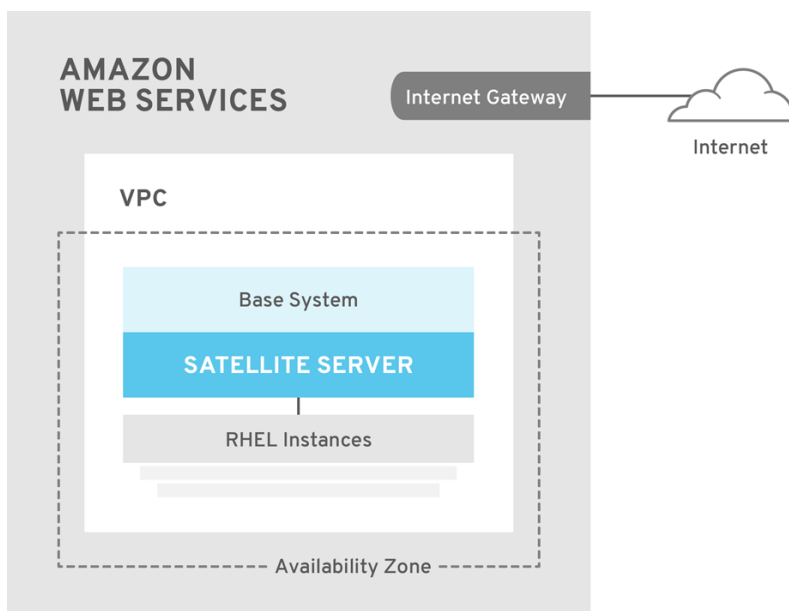 AMAZON
WEB SERVICES
Internet Gateway
Internet
VPC
Base System
SATELLITE SERVER
RHEL Instances
Availability Zone